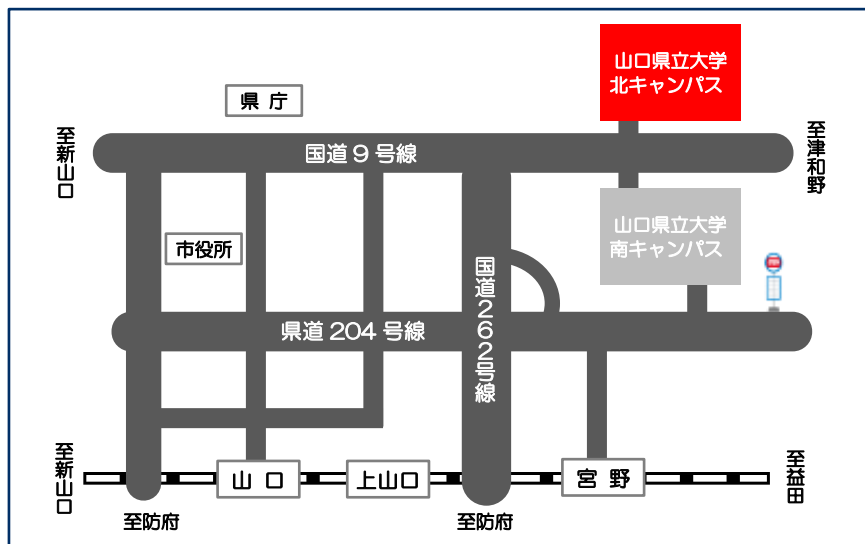 山口県立大学
北キャンパス
県庁
至新山口
国道9号線
至津和野
山口県立大学
南キャンパス
市役所
国道262号線
県道204号線
至新山口
山口
上山口
宮野
至益田
至防府
至防府